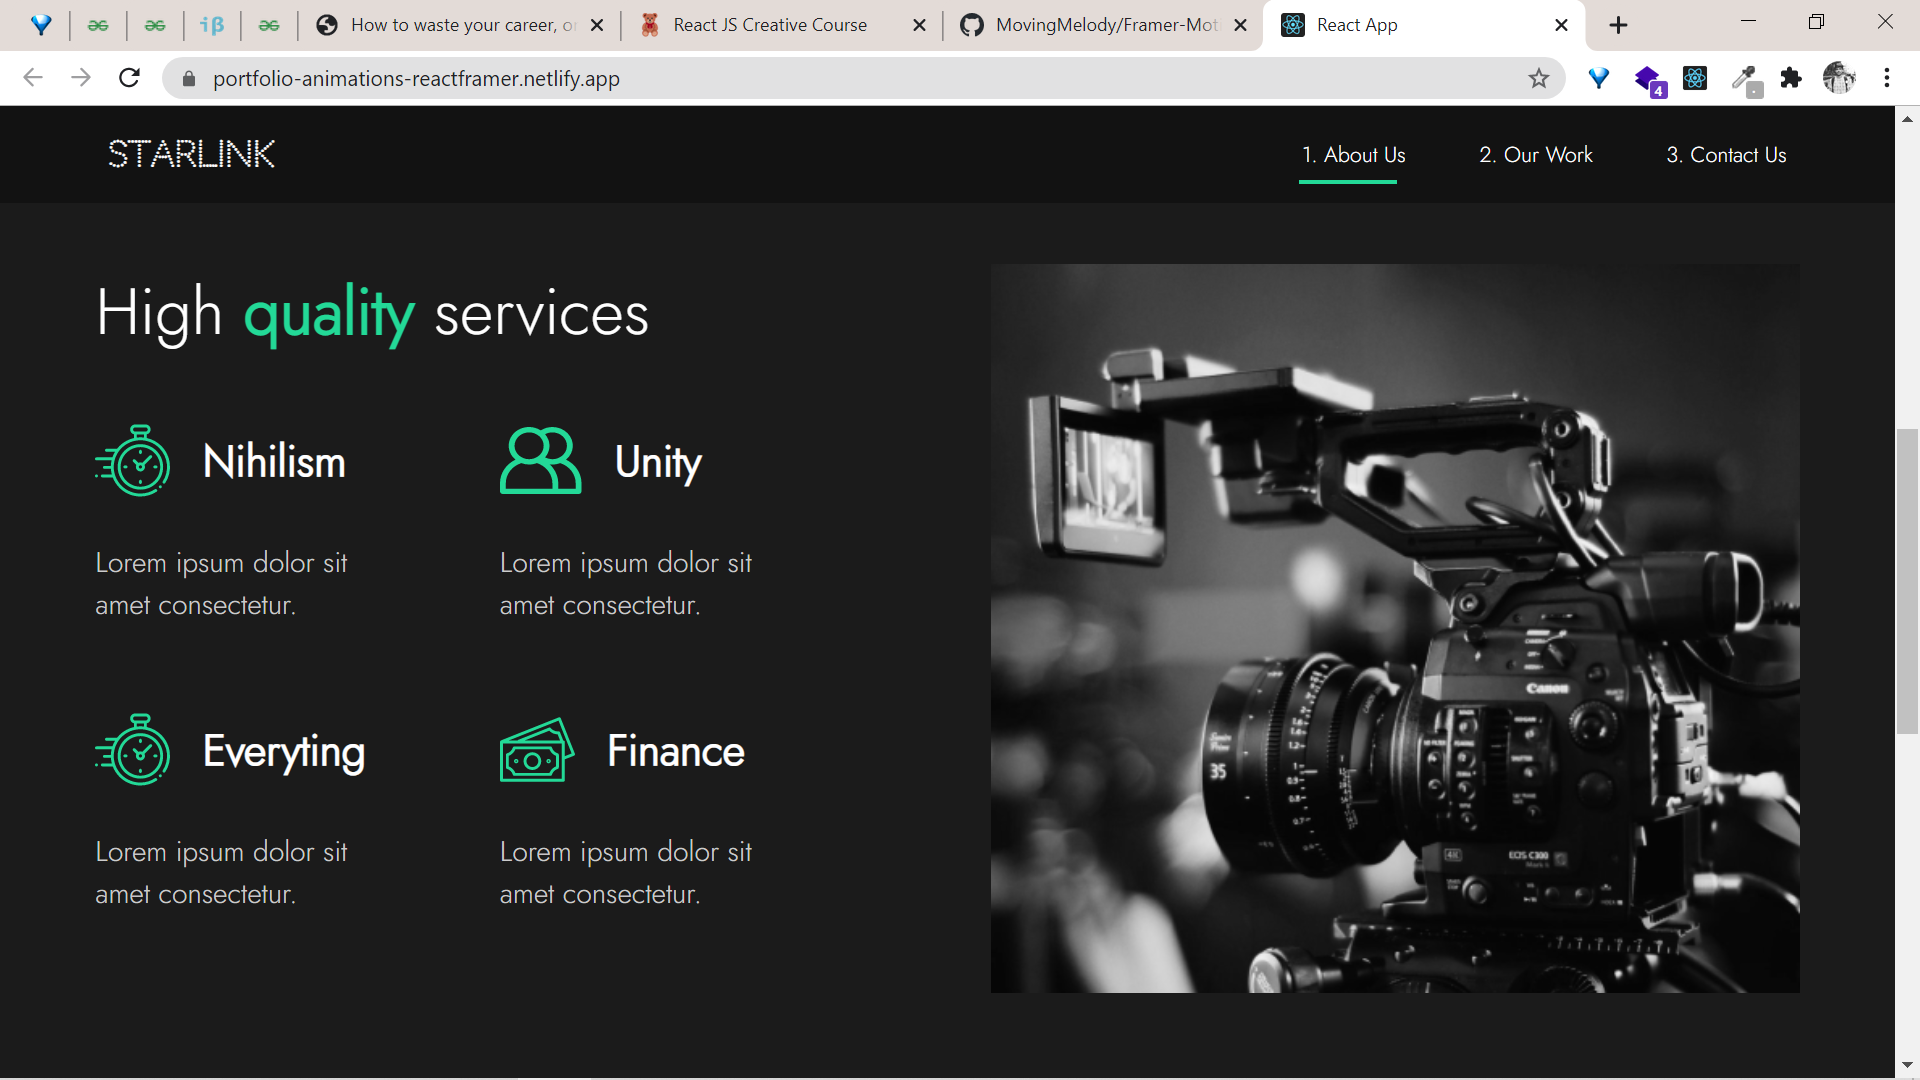 How to waste your career, o
React JS Creative Course
MovingMelody/Framer-Mot
React App
portfolio-animations-reactframer.netlify.app
4
STARLINK
1. About Us
2. Our Work
3. Contact Us
High quality services
Nihilism
Unity
Lorem ipsum dolor sit
amet consectetur.
Lorem ipsum dolor sit
amet consectetur.
Everyting
Finance
Lorem ipsum dolor sit
amet consectetur.
Lorem ipsum dolor sit
amet consectetur.
Canon
35
4K
EOS C300
Mark II